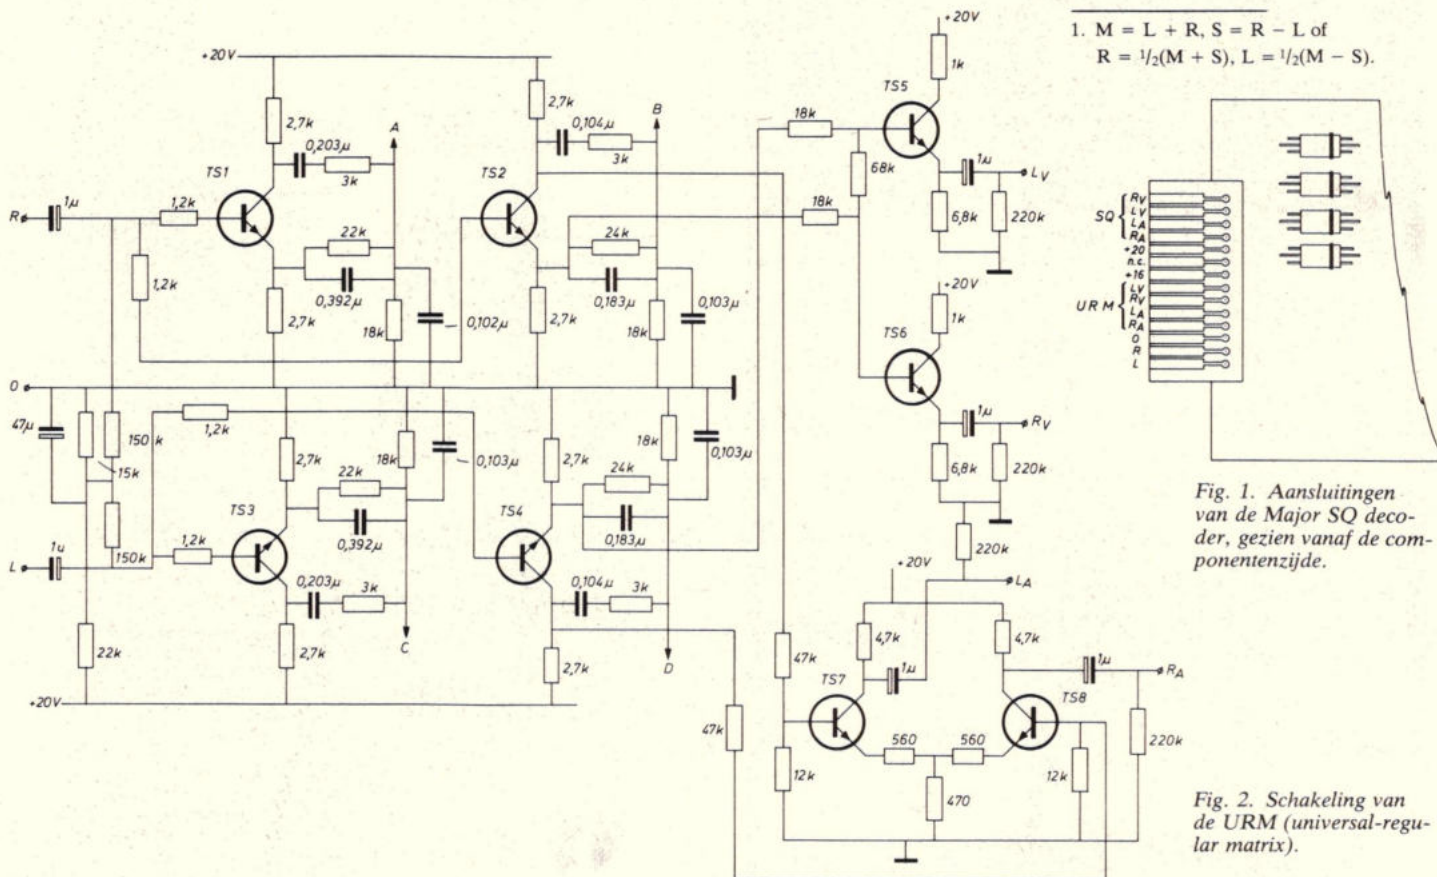 1. M = L + R, S = R − L of
R = 1/2(M + S), L = 1/2(M − S).
+20V
2,7k
0,203µ
3k
A
TS1
R
1µ
1,2k
1,2k
22k
0,392µ
2,7k
18k
0,102µ
2,7k
0,104µ
3k
B
TS2
24k
0,183µ
2,7k
18k
0,103µ
0
47µ
150k
15k
150k
1,2k
2,7k
22k
18k
0,103µ
TS3
L
1u
1,2k
0,392µ
0,203µ
3k
C
22k
2,7k
+20V
2,7k
24k
18k
0,103µ
TS4
0,183µ
0,104µ
3k
D
2,7k
+20V
1k
TS5
18k
68k
18k
1µ
LV
6,8k
220k
+20V
1k
TS6
1µ
RV
6,8k
220k
220k
LA
+20V
4,7k
4,7k
1µ
1µ
RA
47k
TS7
TS8
47k
560
560
12k
470
12k
220k
SQ
RV
LV
LA
RA
+20
n.c.
+16
URM
LV
RV
LA
RA
0
R
L
Fig. 1. Aansluitingen
van de Major SQ deco-
der, gezien vanaf de com-
ponentenzijde.
Fig. 2. Schakeling van
de URM (universal-regu-
lar matrix).